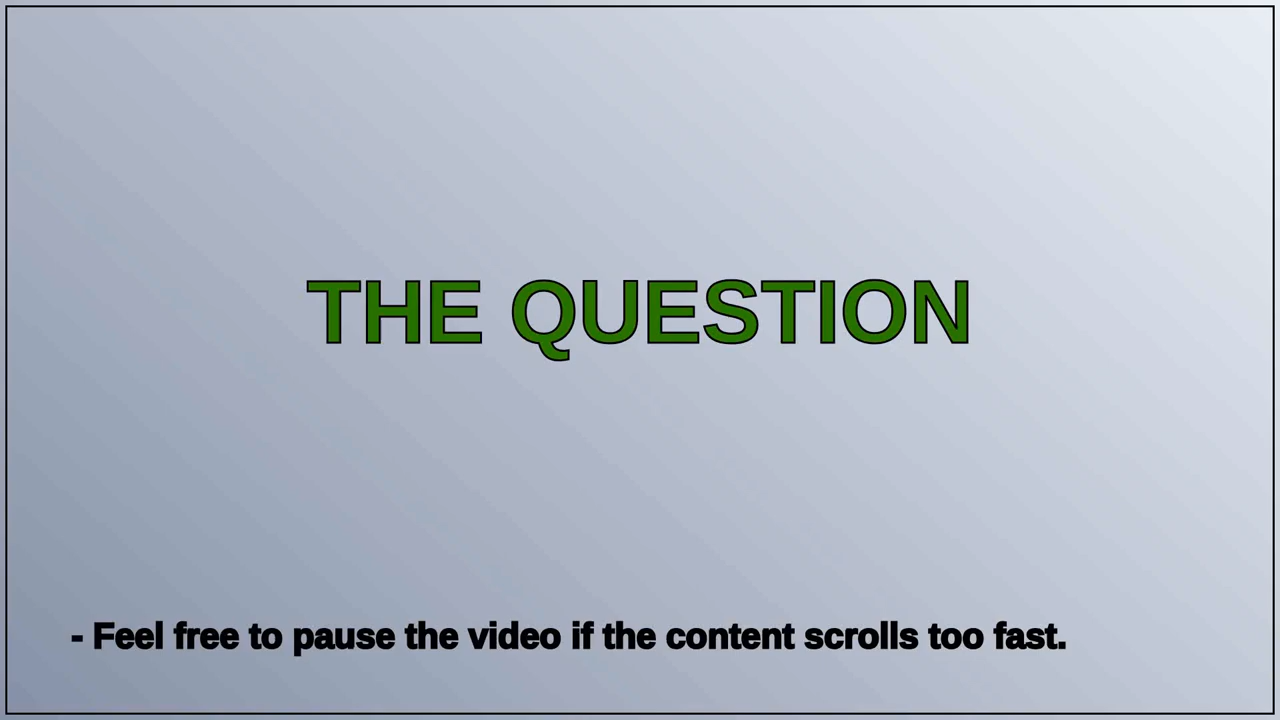 THE QUESTION
- Feel free to pause the video if the content scrolls too fast.